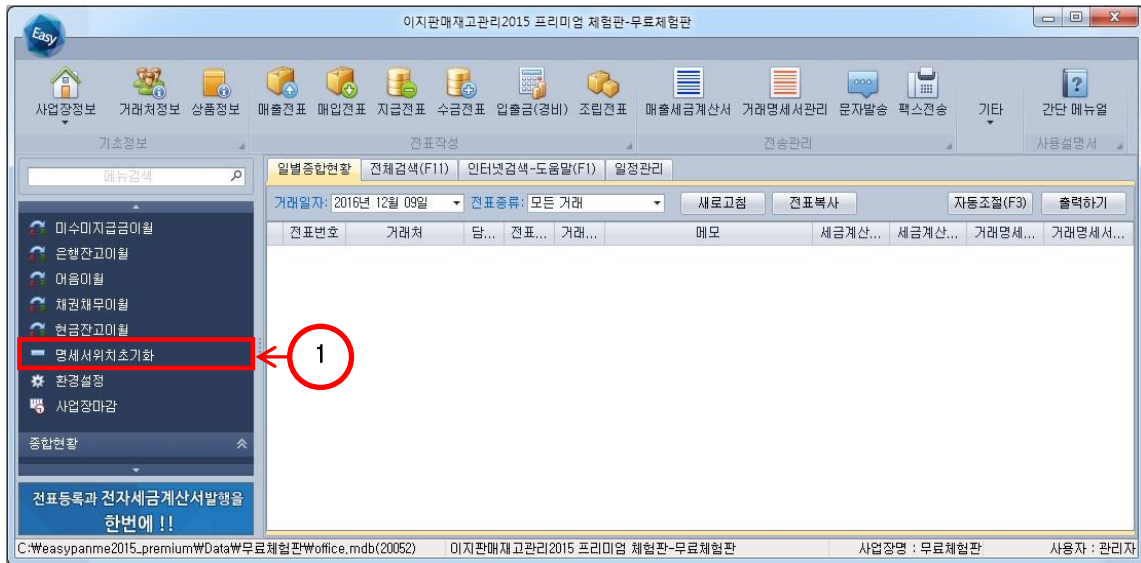 이지판매재고관리2015 프리미엄 체험판-무료체험판
Easy
사업장정보 거래처정보 상품정보 매출전표 매입전표 지급전표 수금전표 입출금(경비) 조립전표 매출세금계산서 거래명세서관리 문자발송 팩스전송 기타 간단 메뉴얼
기초정보 전표작성 전송관리 사용설명서
메뉴검색
일별종합현황 전체검색(F11) 인터넷검색-도움말(F1) 일정관리
거래일자: 2016년 12월 09일 전표종류: 모든 거래 새로고침 전표복사 자동조절(F3) 출력하기
전표번호 거래처 담... 전표... 거래... 메모 세금계산... 세금계산... 거래명세... 거래명세서...
미수미지급금이월
은행잔고이월
어음이월
채권채무이월
현금잔고이월
명세서위치초기화
1
환경설정
사업장마감
종합현황
전표등록과 전자세금계산서발행을
한번에 !!
C:₩easypanme2015_premium₩Data₩무료체험판₩office,mdb(20052) 이지판매재고관리2015 프리미엄 체험판-무료체험판 사업장명 : 무료체험판 사용자 : 관리자